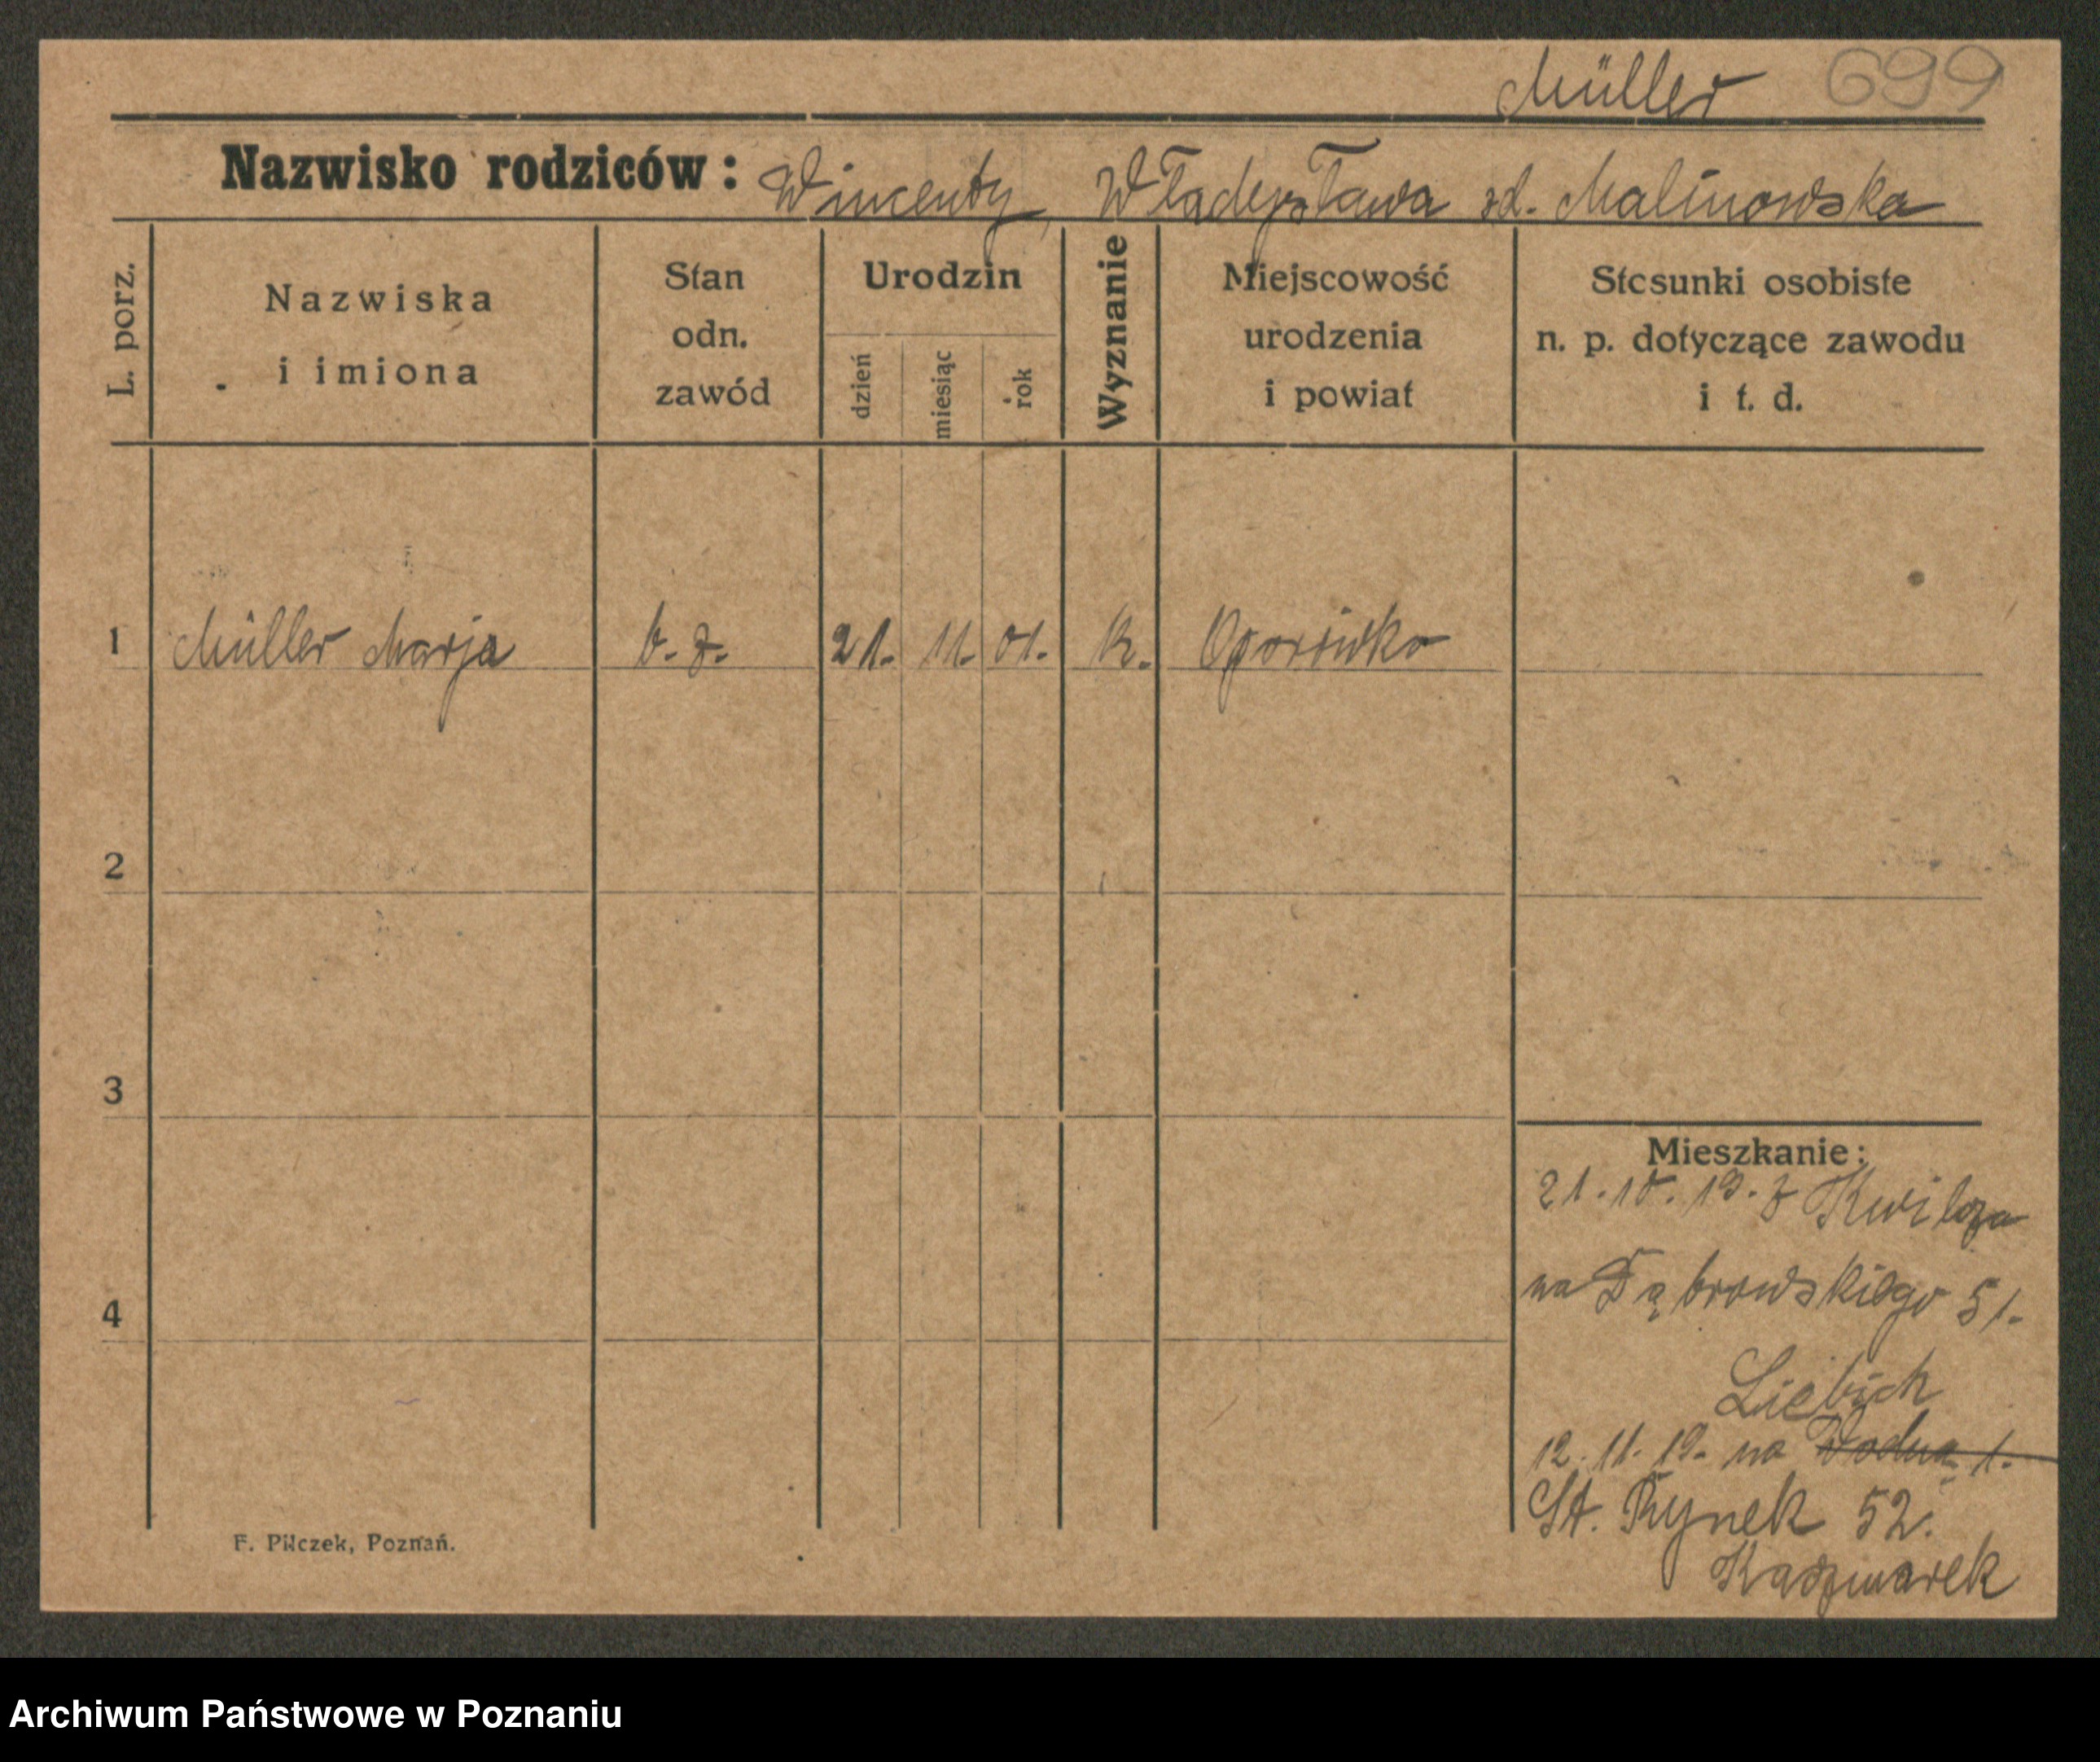 Müller 699
Nazwisko rodziców: Wincenty, Władysława zd. Malinowska
L. porz.
Nazwiska
i imiona
Stan
odn.
zawód
Urodzin
dzień
miesiąc
rok
Wyznanie
Miejscowość
urodzenia
i powiat
Stosunki osobiste
n. p. dotyczące zawodu
i t. d.
1 Müller Marja b. z. 21. 11. 01. k. Oporówko
2
3
4
Mieszkanie:
21.10.19. z Kwilcza
na Dąbrowskiego 51.
Liebich
12.11.19. na Wodna 1.
St. Rynek 52.
Kaczmarek
F. Pilczek, Poznań.
Archiwum Państwowe w Poznaniu